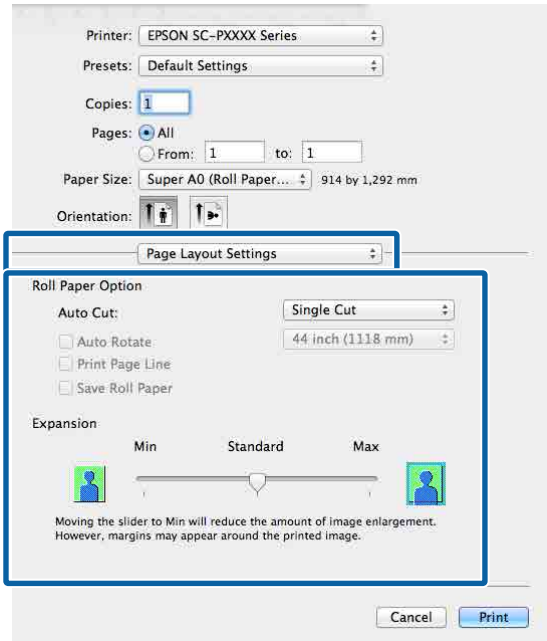 Printer: EPSON SC-PXXXX Series
Presets: Default Settings
Copies: 1
Pages: All
From: 1 to: 1
Paper Size: Super A0 (Roll Paper... 914 by 1,292 mm
Orientation:
Page Layout Settings
Roll Paper Option
Auto Cut: Single Cut
Auto Rotate 44 inch (1118 mm)
Print Page Line
Save Roll Paper
Expansion
Min Standard Max
Moving the slider to Min will reduce the amount of image enlargement.
However, margins may appear around the printed image.
Cancel Print